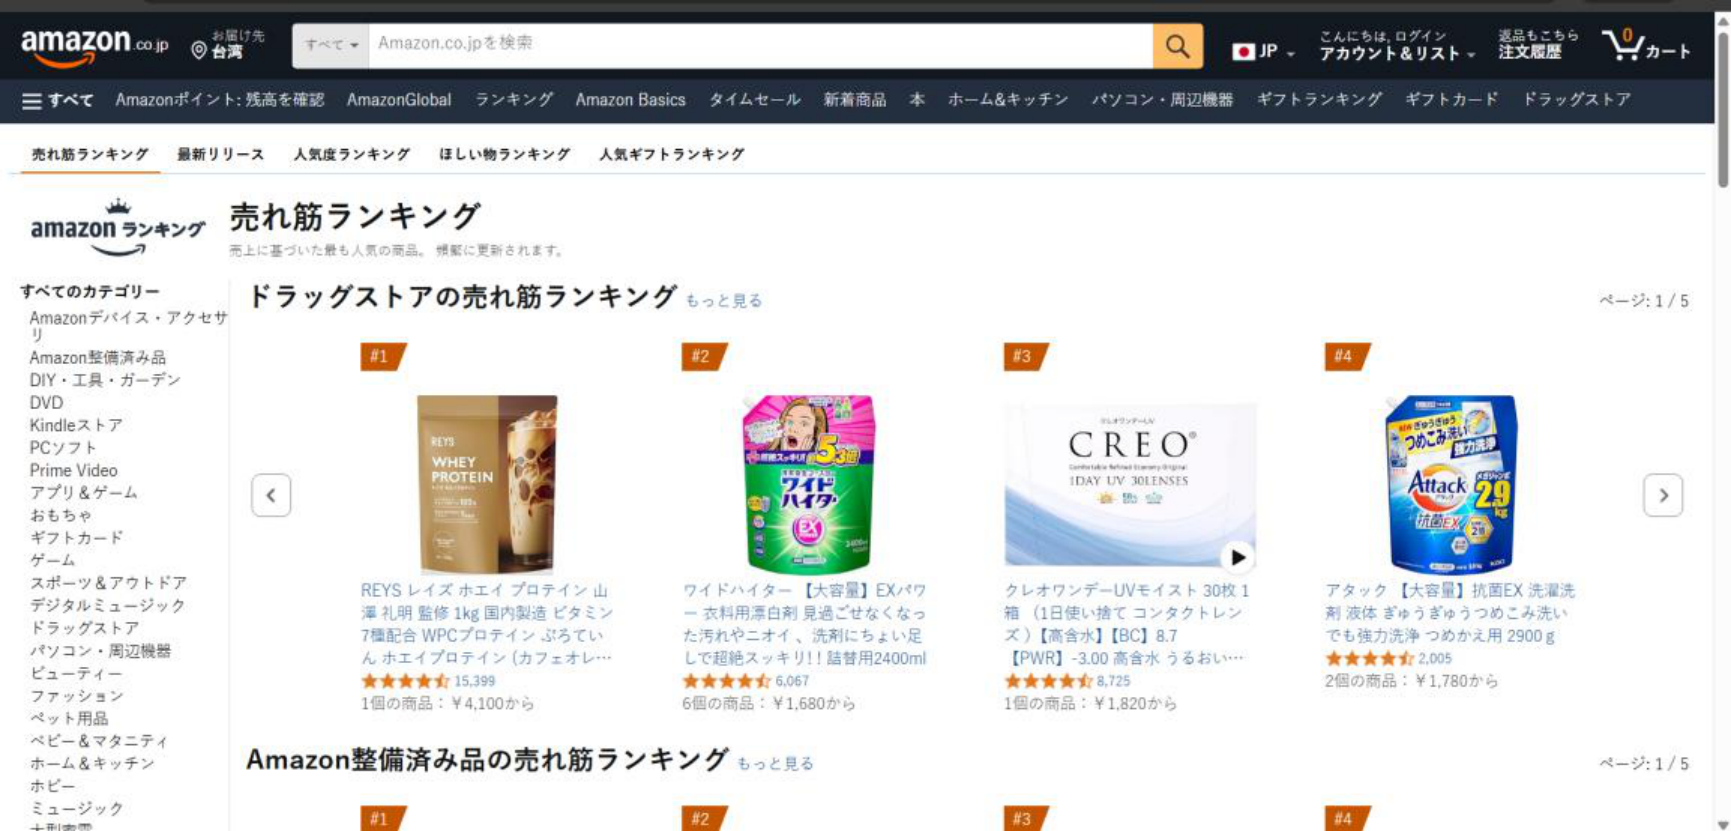 amazon.co.jp
お届け先
台湾
すべて
Amazon.co.jpを検索
JP
こんにちは, ログイン
アカウント＆リスト
返品もこちら
注文履歴
0
カート
すべて
Amazonポイント: 残高を確認
AmazonGlobal
ランキング
Amazon Basics
タイムセール
新着商品
本
ホーム&キッチン
パソコン・周辺機器
ギフトランキング
ギフトカード
ドラッグストア
売れ筋ランキング
最新リリース
人気度ランキング
ほしい物ランキング
人気ギフトランキング
amazon ランキング
売れ筋ランキング
売上に基づいた最も人気の商品。 頻繁に更新されます。
すべてのカテゴリー
Amazonデバイス・アクセサ
リ
Amazon整備済み品
DIY・工具・ガーデン
DVD
Kindleストア
PCソフト
Prime Video
アプリ＆ゲーム
おもちゃ
ギフトカード
ゲーム
スポーツ＆アウトドア
デジタルミュージック
ドラッグストア
パソコン・周辺機器
ビューティー
ファッション
ペット用品
ベビー＆マタニティ
ホーム＆キッチン
ホビー
ミュージック
大型家電
ドラッグストアの売れ筋ランキング
もっと見る
ページ: 1 / 5
#1
REYS
WHEY
PROTEIN
REYS レイズ ホエイ プロテイン 山
澤 礼明 監修 1kg 国内製造 ビタミン
7種配合 WPCプロテイン ぷろてい
ん ホエイプロテイン (カフェオレ…
15,399
1個の商品：￥4,100から
#2
5.3倍
ワイド
ハイター
EX
ワイドハイター 【大容量】EXパワ
ー 衣料用漂白剤 見過ごせなくなっ
た汚れやニオイ 、洗剤にちょい足
しで超絶スッキリ!! 詰替用2400ml
6,067
6個の商品：￥1,680から
#3
クレオワンデーUV
CREO
Comfortable Refined Economy Original
1DAY UV 30LENSES
クレオワンデーUVモイスト 30枚 1
箱 （1日使い捨て コンタクトレン
ズ ）【高含水】【BC】8.7
【PWR】-3.00 高含水 うるおい…
8,725
1個の商品：￥1,820から
#4
ぎゅうぎゅう
つめこみ洗い
強力洗浄
Attack
2.9
kg
抗菌EX
アタック 【大容量】抗菌EX 洗濯洗
剤 液体 ぎゅうぎゅうつめこみ洗い
でも強力洗浄 つめかえ用 2900ｇ
2,005
2個の商品：￥1,780から
Amazon整備済み品の売れ筋ランキング
もっと見る
ページ: 1 / 5
#1
#2
#3
#4